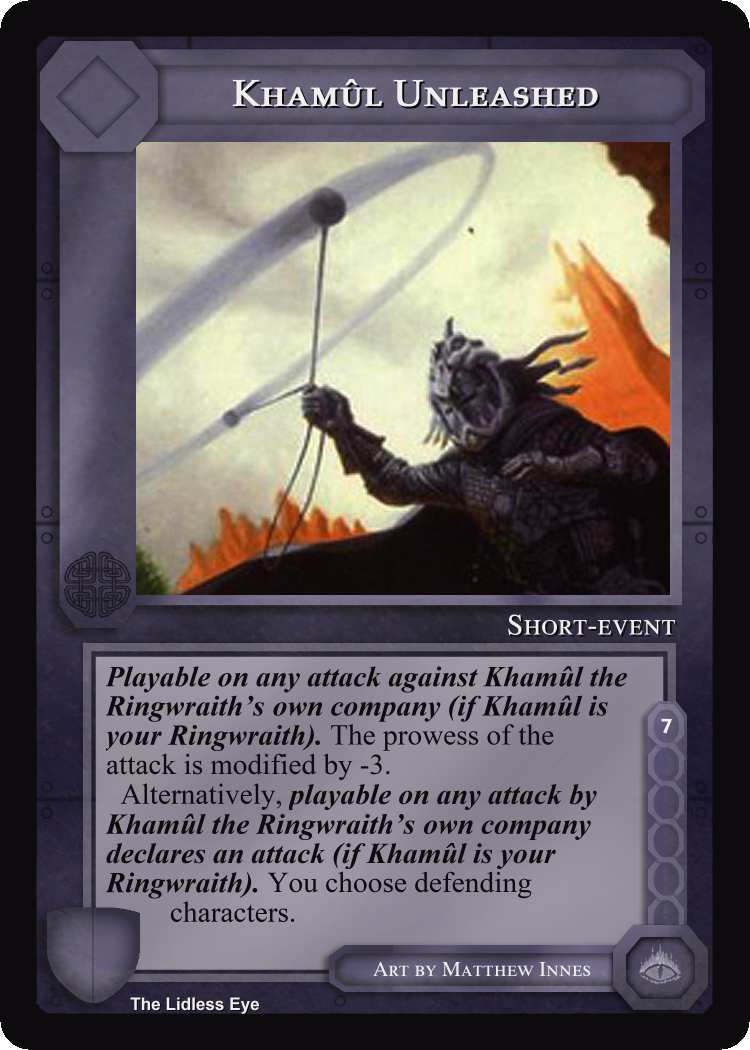 Khamûl Unleashed
Short-event
Playable on any attack against Khamûl the
Ringwraith's own company (if Khamûl is
your Ringwraith). The prowess of the
attack is modified by -3.
Alternatively, playable on any attack by
Khamûl the Ringwraith's own company
declares an attack (if Khamûl is your
Ringwraith). You choose defending
characters.
7
Art by Matthew Innes
The Lidless Eye